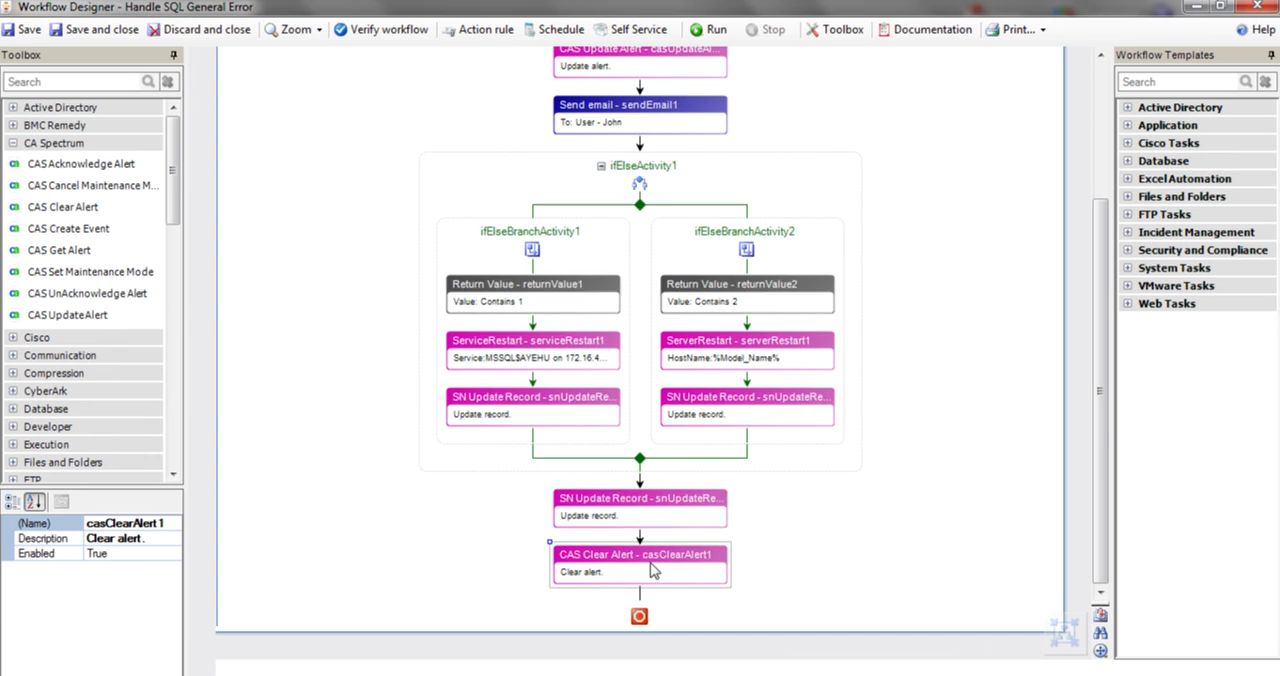 Workflow Designer - Handle SQL General Error
Save Save and close Discard and close Zoom Verify workflow Action rule Schedule Self Service Run Stop Toolbox Documentation Print... Help
Toolbox
Search
Active Directory
BMC Remedy
CA Spectrum
CAS Acknowledge Alert
CAS Cancel Maintenance M...
CAS Clear Alert
CAS Create Event
CAS Get Alert
CAS Set Maintenance Mode
CAS UnAcknowledge Alert
CAS Update Alert
Cisco
Communication
Compression
CyberArk
Database
Developer
Execution
Files and Folders
FTP
(Name) casClearAlert1
Description Clear alert.
Enabled True
CAS Update Alert - casUpdateAl...
Update alert.
Send email - sendEmail1
To: User - John
ifElseActivity1
ifElseBranchActivity1
Return Value - returnValue1
Value: Contains 1
ServiceRestart - serviceRestart1
Service:MSSQL$AYEHU on 172.16.4...
SN Update Record - snUpdateRe...
Update record.
ifElseBranchActivity2
Return Value - returnValue2
Value: Contains 2
ServerRestart - serverRestart1
HostName:%Model_Name%
SN Update Record - snUpdateRe...
Update record.
SN Update Record - snUpdateRe...
Update record.
CAS Clear Alert - casClearAlert1
Clear alert.
Workflow Templates
Search
Active Directory
Application
Cisco Tasks
Database
Excel Automation
Files and Folders
FTP Tasks
Incident Management
Security and Compliance
System Tasks
VMware Tasks
Web Tasks